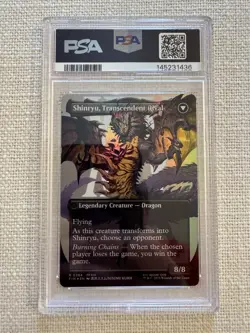 PSA
PSA
145231436
Shinryu, Transcendent Rival
Legendary Creature — Dragon
Flying
As this creature transforms into
Shinryu, choose an opponent.
Burning Chains — When the chosen
player loses the game, you win the
game.
8/8